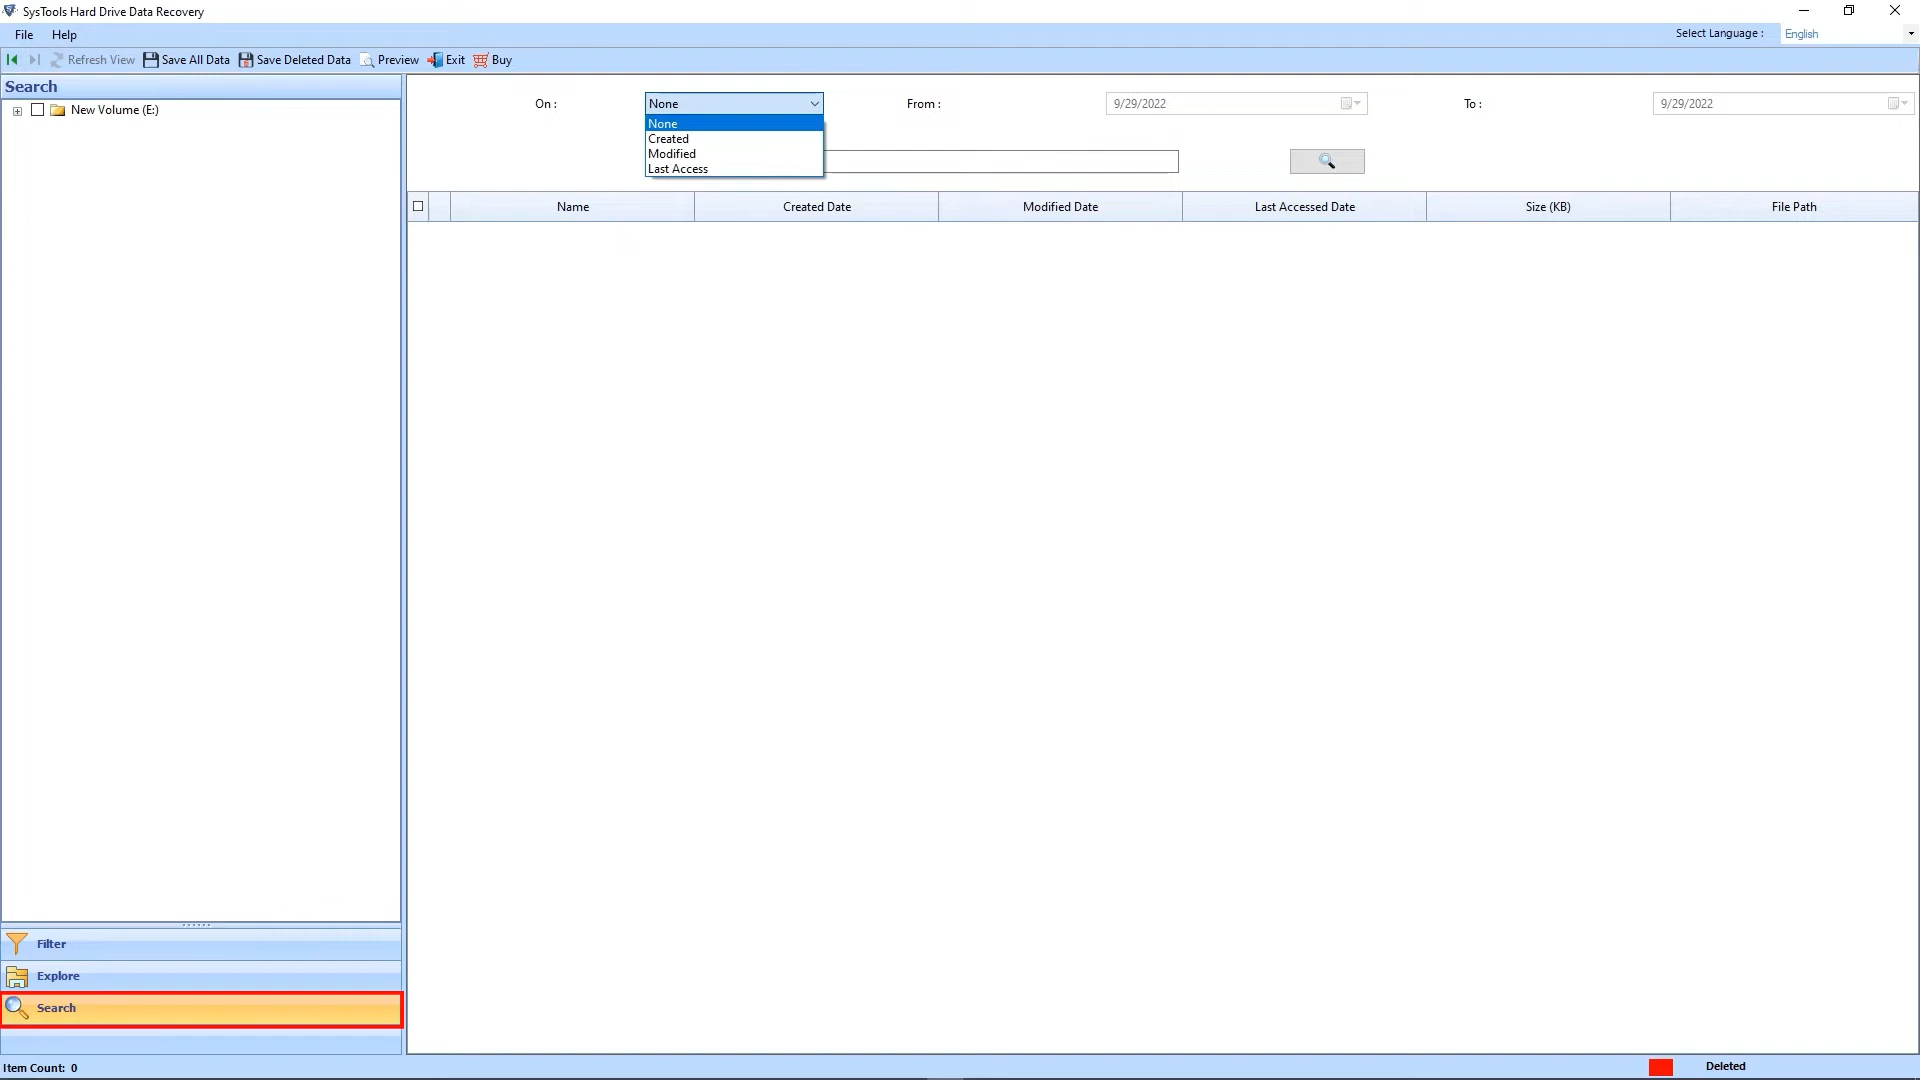 SysTools Hard Drive Data Recovery
File Help
Select Language : English
Refresh View Save All Data Save Deleted Data Preview Exit Buy
Search
New Volume (E:)
On : None From : 9/29/2022 To : 9/29/2022
None
Created
Modified
Last Access
Name Created Date Modified Date Last Accessed Date Size (KB) File Path
Filter
Explore
Search
Item Count: 0
Deleted